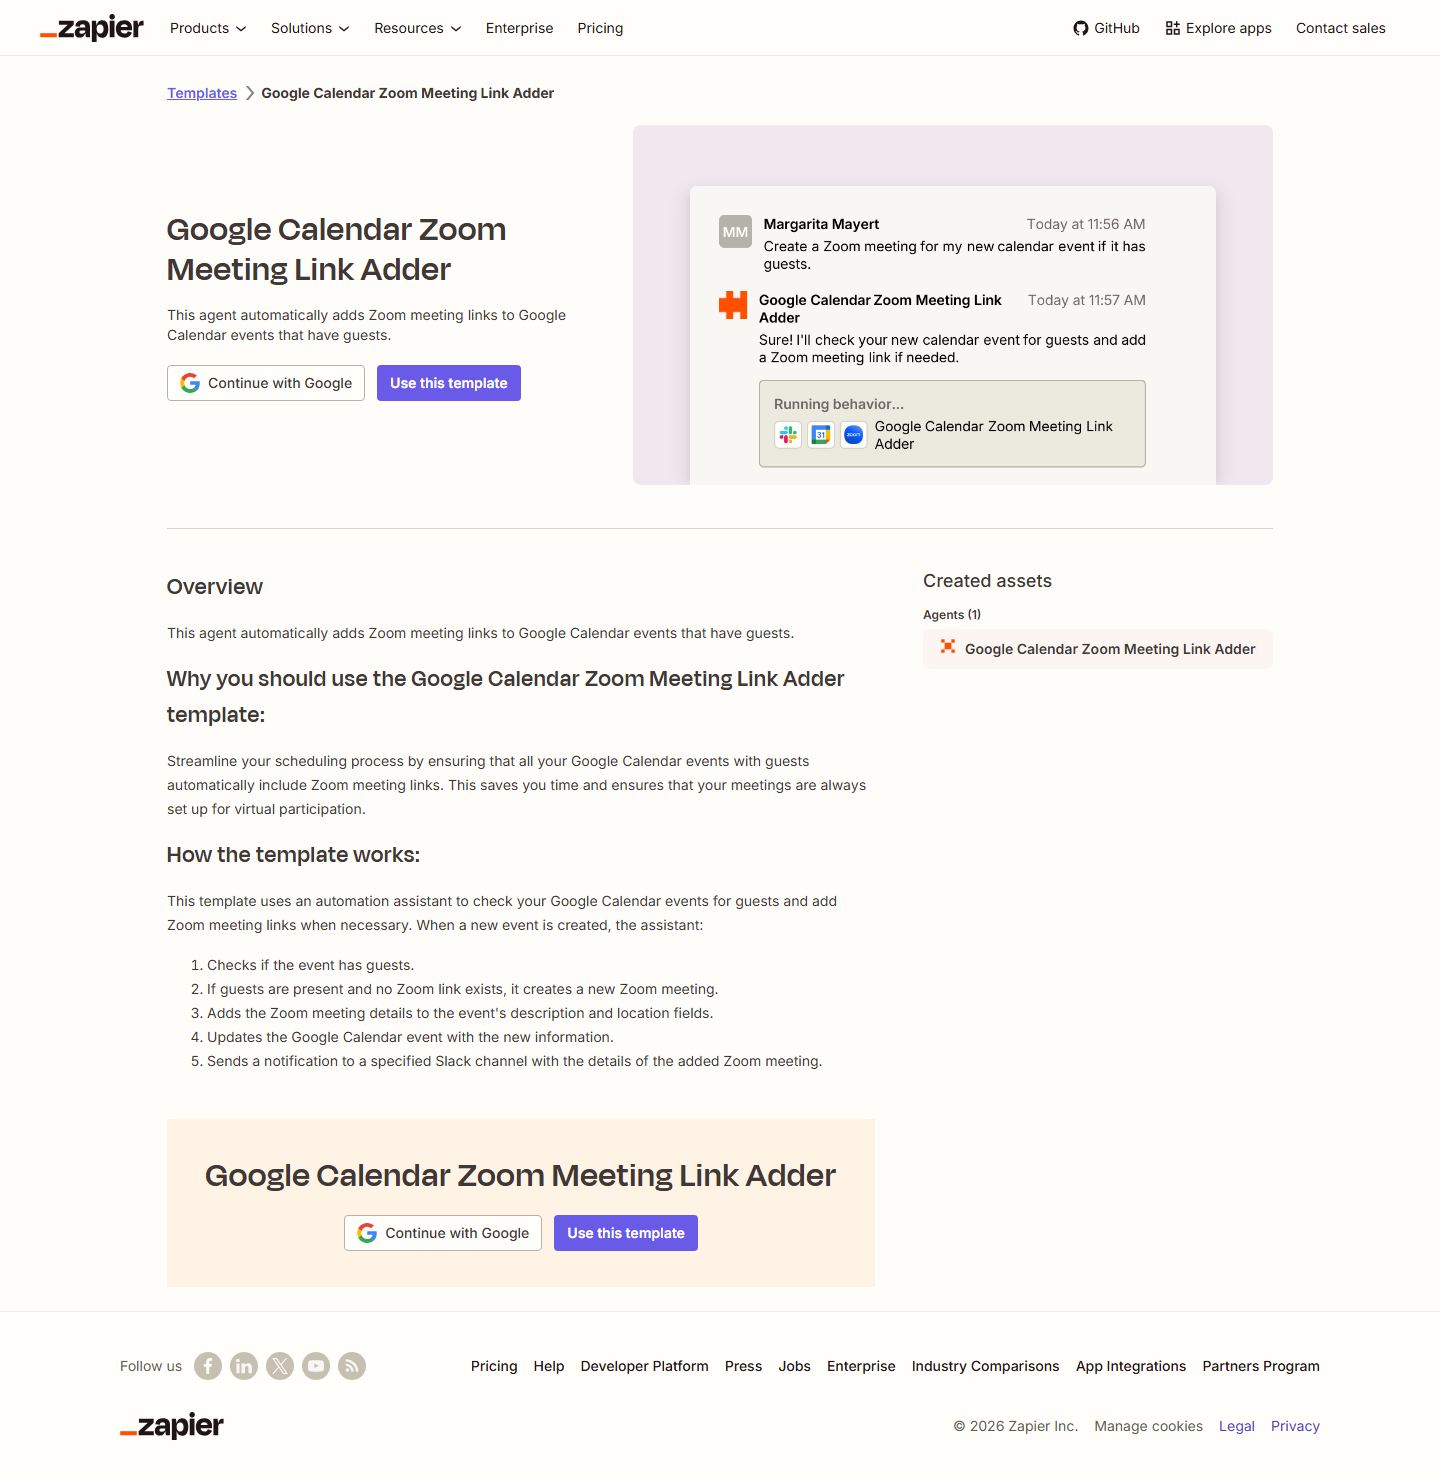 zapier
Products
Solutions
Resources
Enterprise
Pricing
GitHub
Explore apps
Contact sales
Templates
Google Calendar Zoom Meeting Link Adder
Google Calendar Zoom
Meeting Link Adder
This agent automatically adds Zoom meeting links to Google
Calendar events that have guests.
Continue with Google
Use this template
MM
Margarita Mayert
Today at 11:56 AM
Create a Zoom meeting for my new calendar event if it has
guests.
Google Calendar Zoom Meeting Link
Adder
Today at 11:57 AM
Sure! I'll check your new calendar event for guests and add
a Zoom meeting link if needed.
Running behavior...
31
zoom
Google Calendar Zoom Meeting Link
Adder
Overview
This agent automatically adds Zoom meeting links to Google Calendar events that have guests.
Why you should use the Google Calendar Zoom Meeting Link Adder
template:
Streamline your scheduling process by ensuring that all your Google Calendar events with guests
automatically include Zoom meeting links. This saves you time and ensures that your meetings are always
set up for virtual participation.
How the template works:
This template uses an automation assistant to check your Google Calendar events for guests and add
Zoom meeting links when necessary. When a new event is created, the assistant:
1. Checks if the event has guests.
2. If guests are present and no Zoom link exists, it creates a new Zoom meeting.
3. Adds the Zoom meeting details to the event's description and location fields.
4. Updates the Google Calendar event with the new information.
5. Sends a notification to a specified Slack channel with the details of the added Zoom meeting.
Created assets
Agents (1)
Google Calendar Zoom Meeting Link Adder
Google Calendar Zoom Meeting Link Adder
Continue with Google
Use this template
Follow us
Pricing
Help
Developer Platform
Press
Jobs
Enterprise
Industry Comparisons
App Integrations
Partners Program
zapier
© 2026 Zapier Inc.
Manage cookies
Legal
Privacy